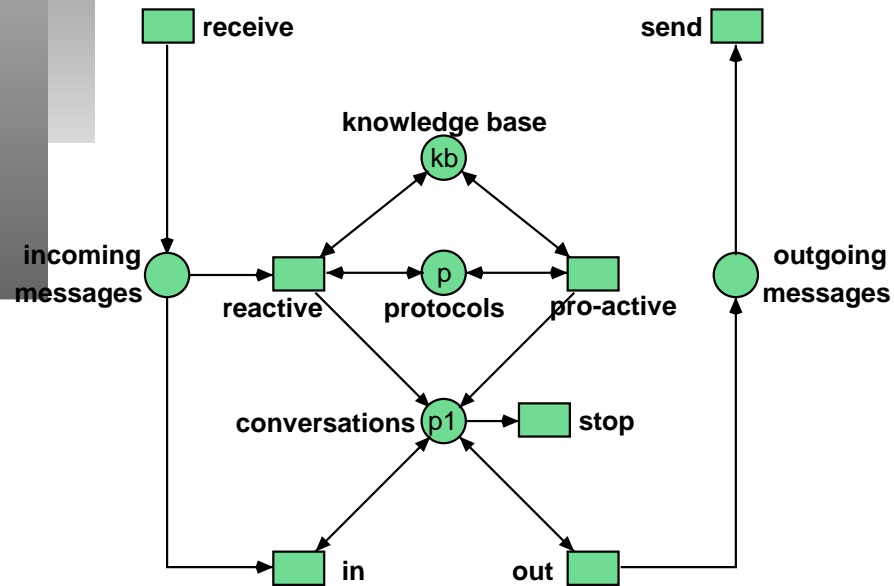 receive
send
knowledge base
kb
incoming
messages
outgoing
messages
p
reactive
protocols
pro-active
conversations
p1
stop
in
out